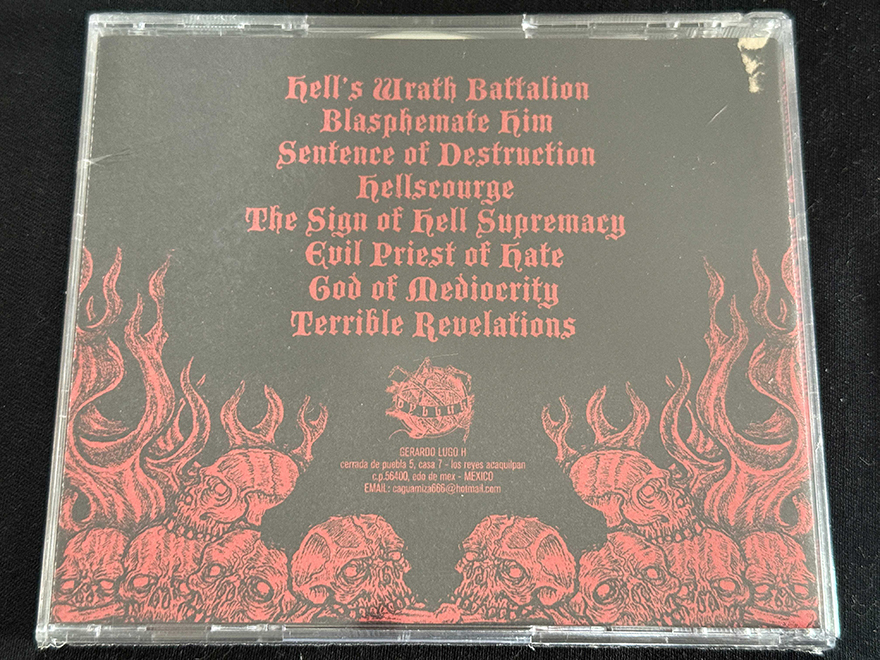 Hell's Wrath Battalion
Blasphemate Him
Sentence of Destruction
Hellscourge
The Sign of Hell Supremacy
Evil Priest of Hate
God of Mediocrity
Terrible Revelations
GERARDO LUGO H
cerrada de puebla 5, casa 7 - los reyes acaquilpan
c.p.56400, edo de mex - MEXICO
EMAIL: caguamiza666@hotmail.com